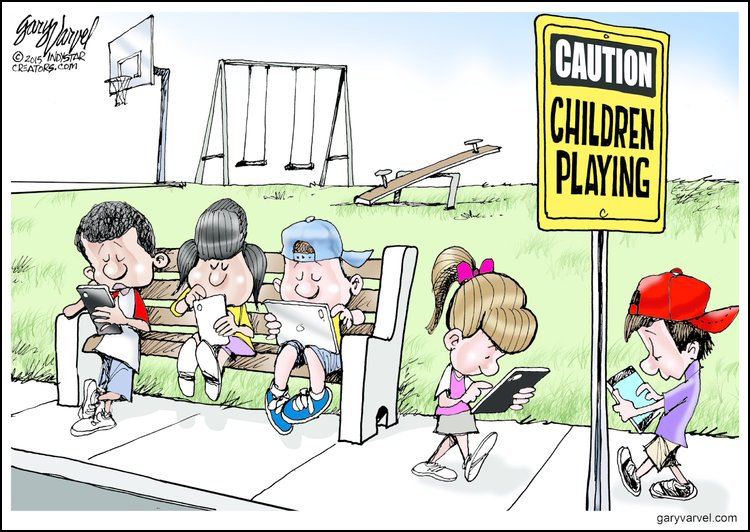 gary Varvel
© 2015 INDYSTAR
CREATORS.COM
CAUTION
CHILDREN
PLAYING
garyvarvel.com